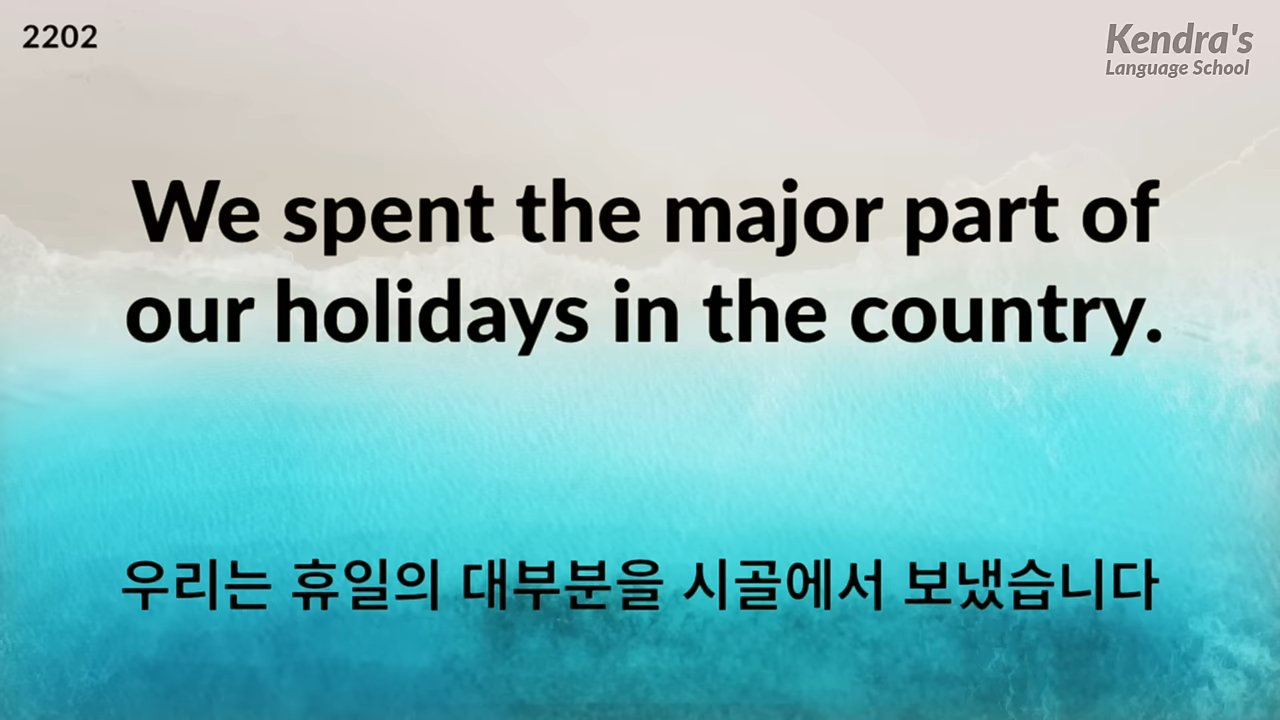 2202
Kendra's
Language School
We spent the major part of
our holidays in the country.
우리는 휴일의 대부분을 시골에서 보냈습니다